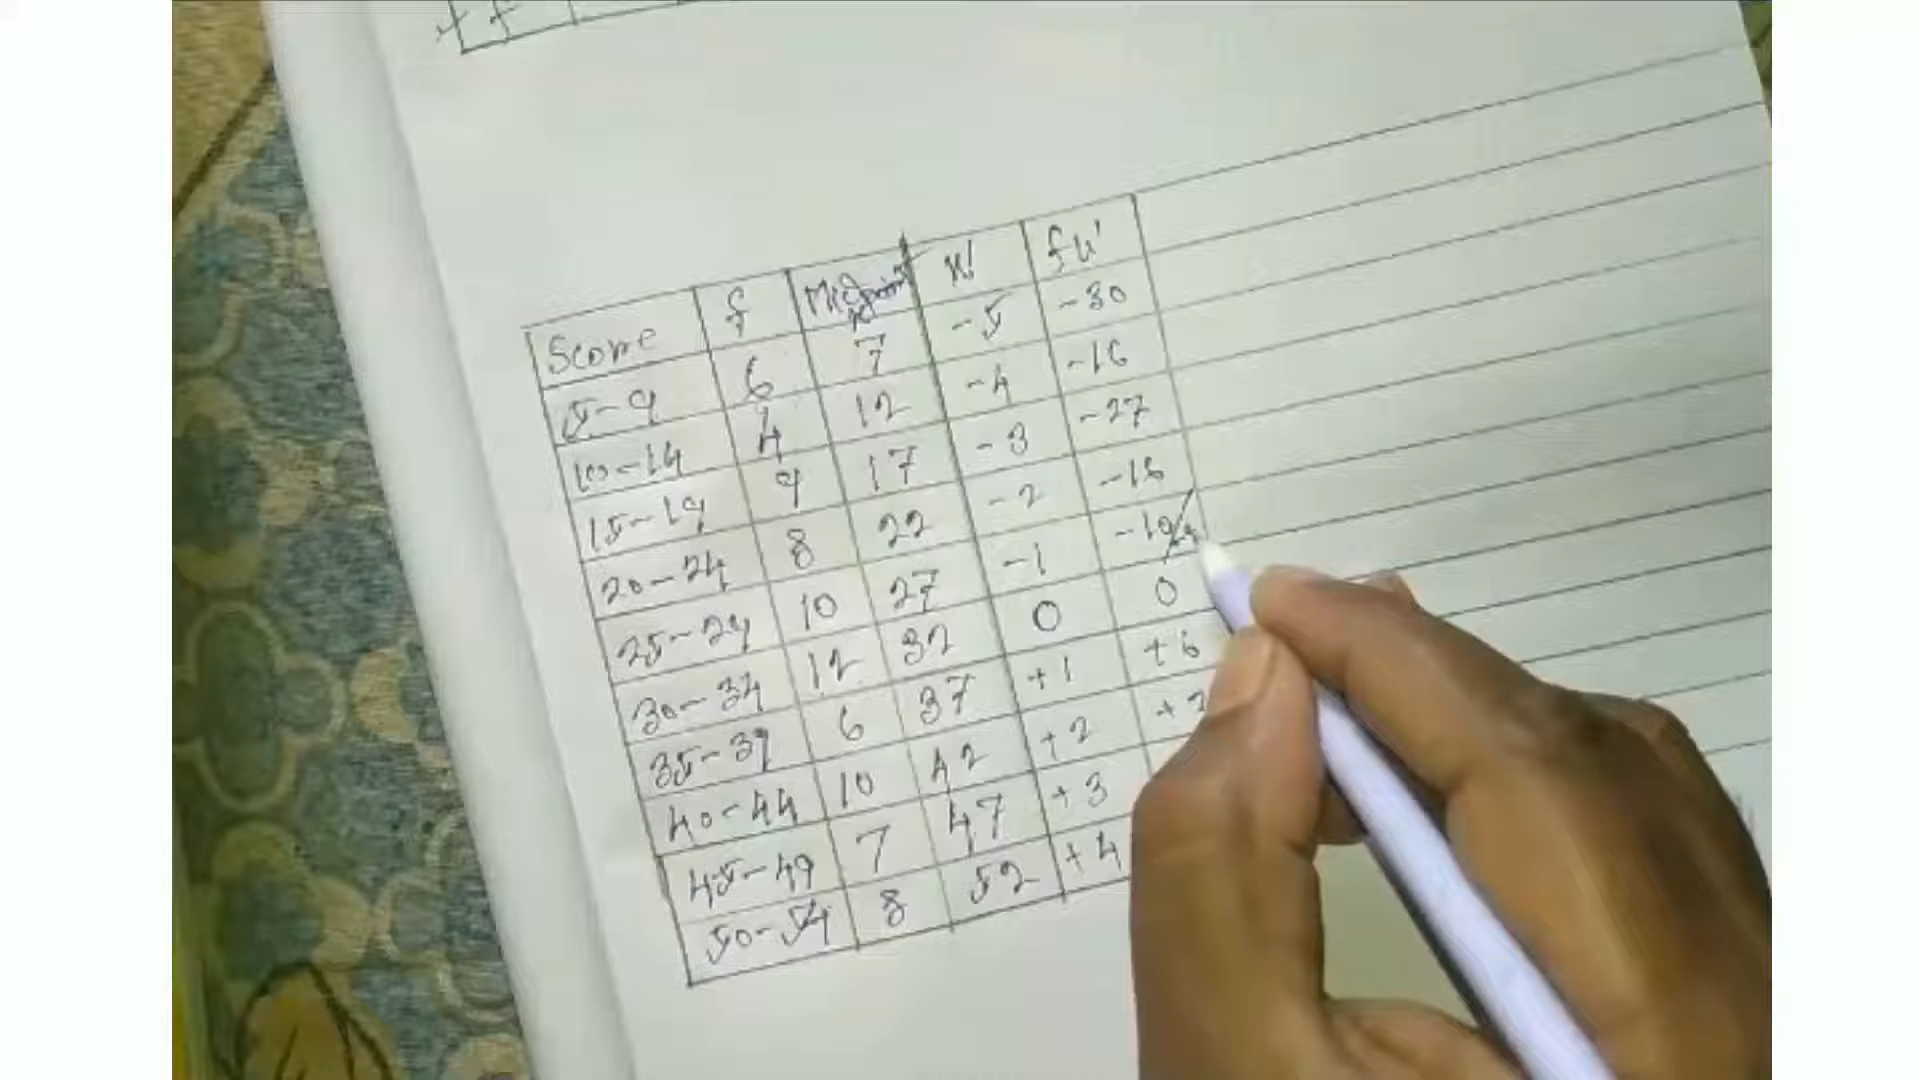 + f
Score f Midpoint x x' fx'
5-9 6 7 -5 -30
10-14 4 12 -4 -16
15-19 9 17 -3 -27
20-24 8 22 -2 -16
25-29 10 27 -1 -10
30-34 12 32 0 0
35-39 6 37 +1 +6
40-44 10 42 +2 +2
45-49 7 47 +3
50-54 8 52 +4